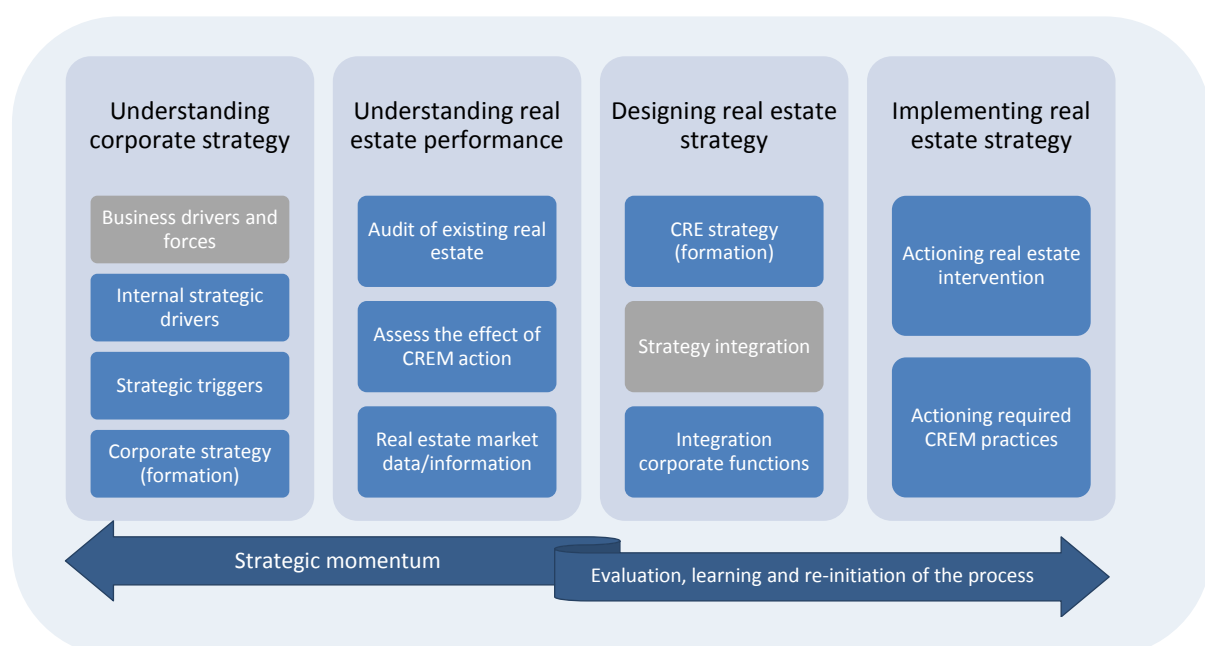 Understanding
corporate strategy
Business drivers and
forces
Internal strategic
drivers
Strategic triggers
Corporate strategy
(formation)
Understanding real
estate performance
Audit of existing real
estate
Assess the effect of
CREM action
Real estate market
data/information
Designing real estate
strategy
CRE strategy
(formation)
Strategy integration
Integration
corporate functions
Implementing real
estate strategy
Actioning real estate
intervention
Actioning required
CREM practices
Strategic momentum
Evaluation, learning and re-initiation of the process